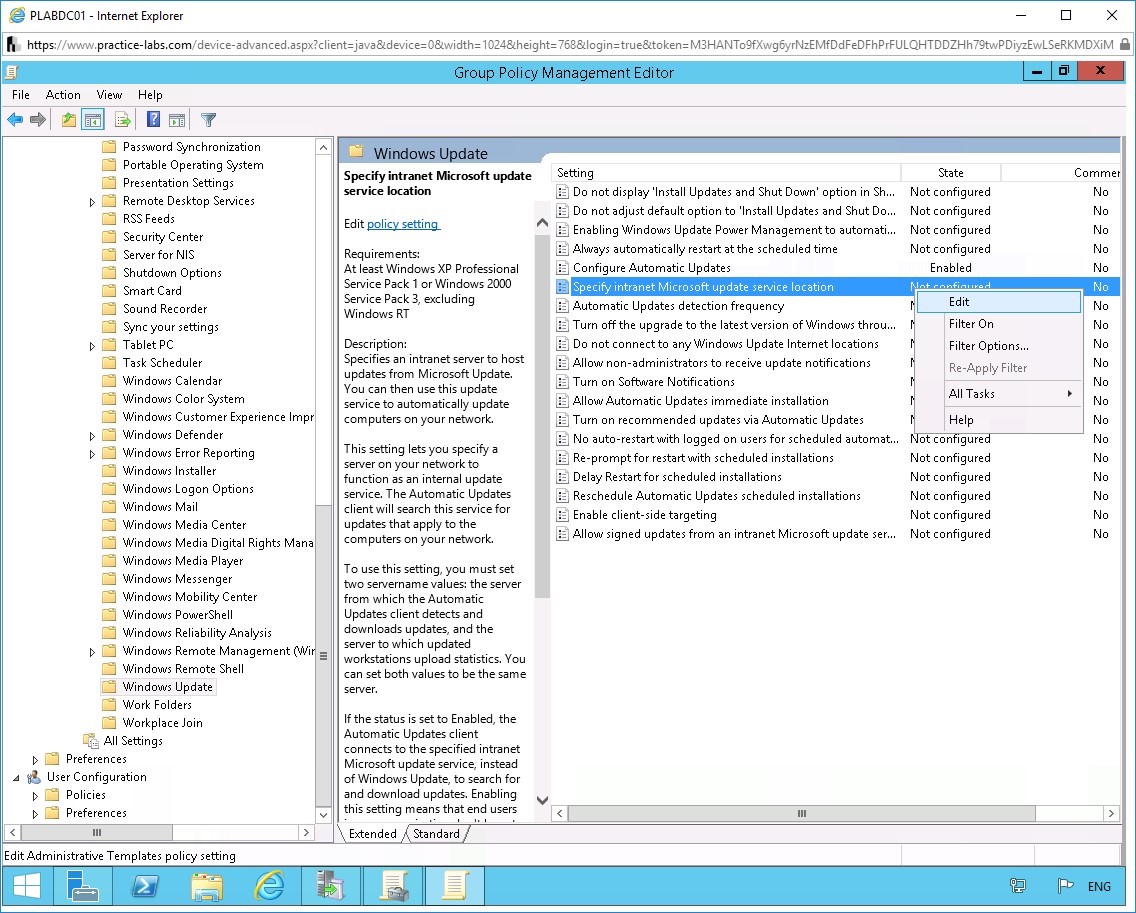 PLABDC01 - Internet Explorer
https://www.practice-labs.com/device-advanced.aspx?client=java&device=0&width=1024&height=768&login=true&token=M3HANTo9fXwg6yrNzEMfDdFeDFhPrFULQHTDDZHh79twPDiyzEwLSeRKMDXiM
Group Policy Management Editor
File Action View Help
Password Synchronization
Portable Operating System
Presentation Settings
Remote Desktop Services
RSS Feeds
Security Center
Server for NIS
Shutdown Options
Smart Card
Sound Recorder
Sync your settings
Tablet PC
Task Scheduler
Windows Calendar
Windows Color System
Windows Customer Experience Impr
Windows Defender
Windows Error Reporting
Windows Installer
Windows Logon Options
Windows Mail
Windows Media Center
Windows Media Digital Rights Mana
Windows Media Player
Windows Messenger
Windows Mobility Center
Windows PowerShell
Windows Reliability Analysis
Windows Remote Management (Wir
Windows Remote Shell
Windows Update
Work Folders
Workplace Join
All Settings
Preferences
User Configuration
Policies
Preferences
Windows Update
Specify intranet Microsoft update
service location
Edit policy setting
Requirements:
At least Windows XP Professional
Service Pack 1 or Windows 2000
Service Pack 3, excluding
Windows RT
Description:
Specifies an intranet server to host
updates from Microsoft Update.
You can then use this update
service to automatically update
computers on your network.
This setting lets you specify a
server on your network to
function as an internal update
service. The Automatic Updates
client will search this service for
updates that apply to the
computers on your network.
To use this setting, you must set
two servername values: the server
from which the Automatic
Updates client detects and
downloads updates, and the
server to which updated
workstations upload statistics. You
can set both values to be the same
server.
If the status is set to Enabled, the
Automatic Updates client
connects to the specified intranet
Microsoft update service, instead
of Windows Update, to search for
and download updates. Enabling
this setting means that end users
Extended Standard
Setting State Commer
Do not display 'Install Updates and Shut Down' option in Sh... Not configured No
Do not adjust default option to 'Install Updates and Shut Do... Not configured No
Enabling Windows Update Power Management to automati... Not configured No
Always automatically restart at the scheduled time Not configured No
Configure Automatic Updates Enabled No
Specify intranet Microsoft update service location Not configured No
Automatic Updates detection frequency No
Turn off the upgrade to the latest version of Windows throu... No
Do not connect to any Windows Update Internet locations No
Allow non-administrators to receive update notifications No
Turn on Software Notifications No
Allow Automatic Updates immediate installation No
Turn on recommended updates via Automatic Updates No
No auto-restart with logged on users for scheduled automat... Not configured No
Re-prompt for restart with scheduled installations Not configured No
Delay Restart for scheduled installations Not configured No
Reschedule Automatic Updates scheduled installations Not configured No
Enable client-side targeting Not configured No
Allow signed updates from an intranet Microsoft update ser... Not configured No
Edit
Filter On
Filter Options...
Re-Apply Filter
All Tasks
Help
Edit Administrative Templates policy setting
ENG